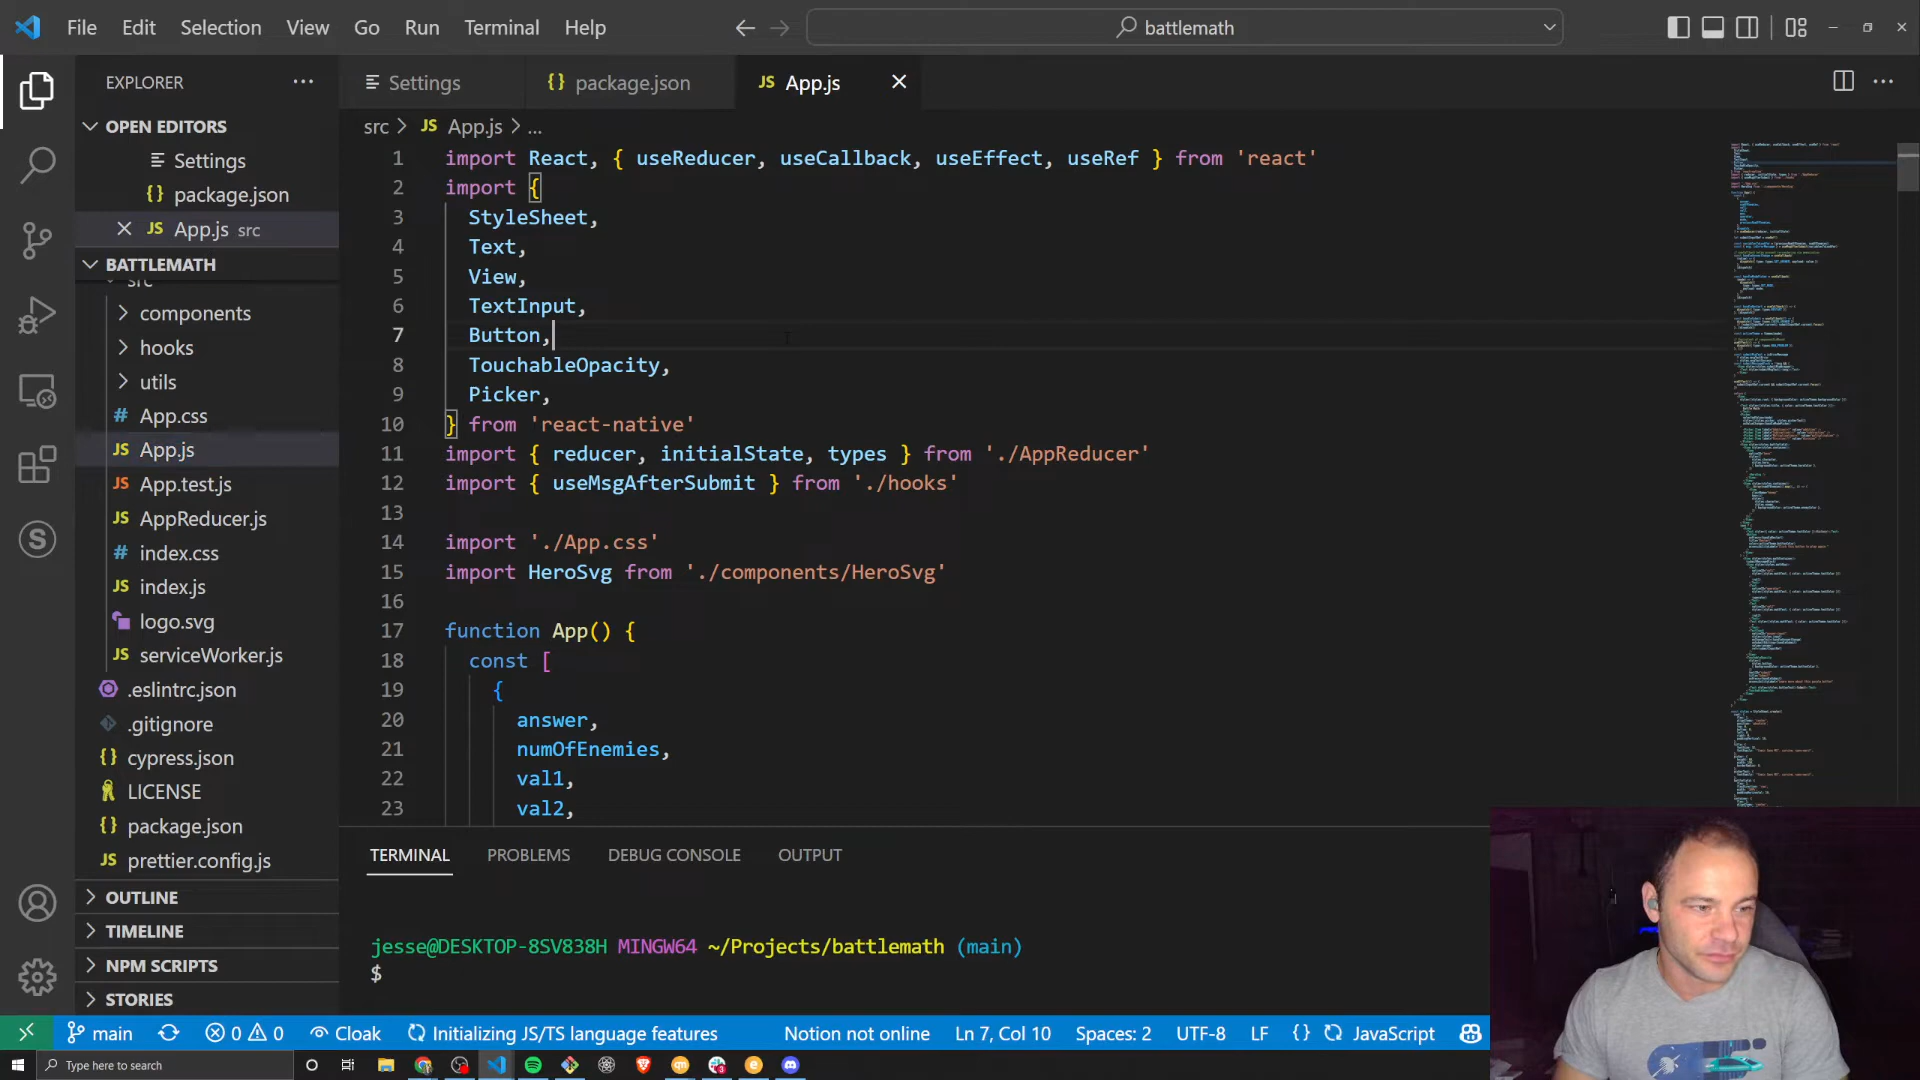 File Edit Selection View Go Run Terminal Help
battlemath
EXPLORER
OPEN EDITORS
Settings
package.json
App.js src
BATTLEMATH
src
components
hooks
utils
App.css
App.js
App.test.js
AppReducer.js
index.css
index.js
logo.svg
serviceWorker.js
.eslintrc.json
.gitignore
cypress.json
LICENSE
package.json
prettier.config.js
OUTLINE
TIMELINE
NPM SCRIPTS
STORIES
Settings
package.json
App.js
src > JS App.js > ...
1 import React, { useReducer, useCallback, useEffect, useRef } from 'react'
2 import {
3 StyleSheet,
4 Text,
5 View,
6 TextInput,
7 Button,
8 TouchableOpacity,
9 Picker,
10 } from 'react-native'
11 import { reducer, initialState, types } from './AppReducer'
12 import { useMsgAfterSubmit } from './hooks'
13
14 import './App.css'
15 import HeroSvg from './components/HeroSvg'
16
17 function App() {
18 const [
19 {
20 answer,
21 numOfEnemies,
22 val1,
23 val2,
TERMINAL PROBLEMS DEBUG CONSOLE OUTPUT
jesse@DESKTOP-8SV838H MINGW64 ~/Projects/battlemath (main)
$
main 0 0 Cloak Initializing JS/TS language features Notion not online Ln 7, Col 10 Spaces: 2 UTF-8 LF {} JavaScript
Type here to search